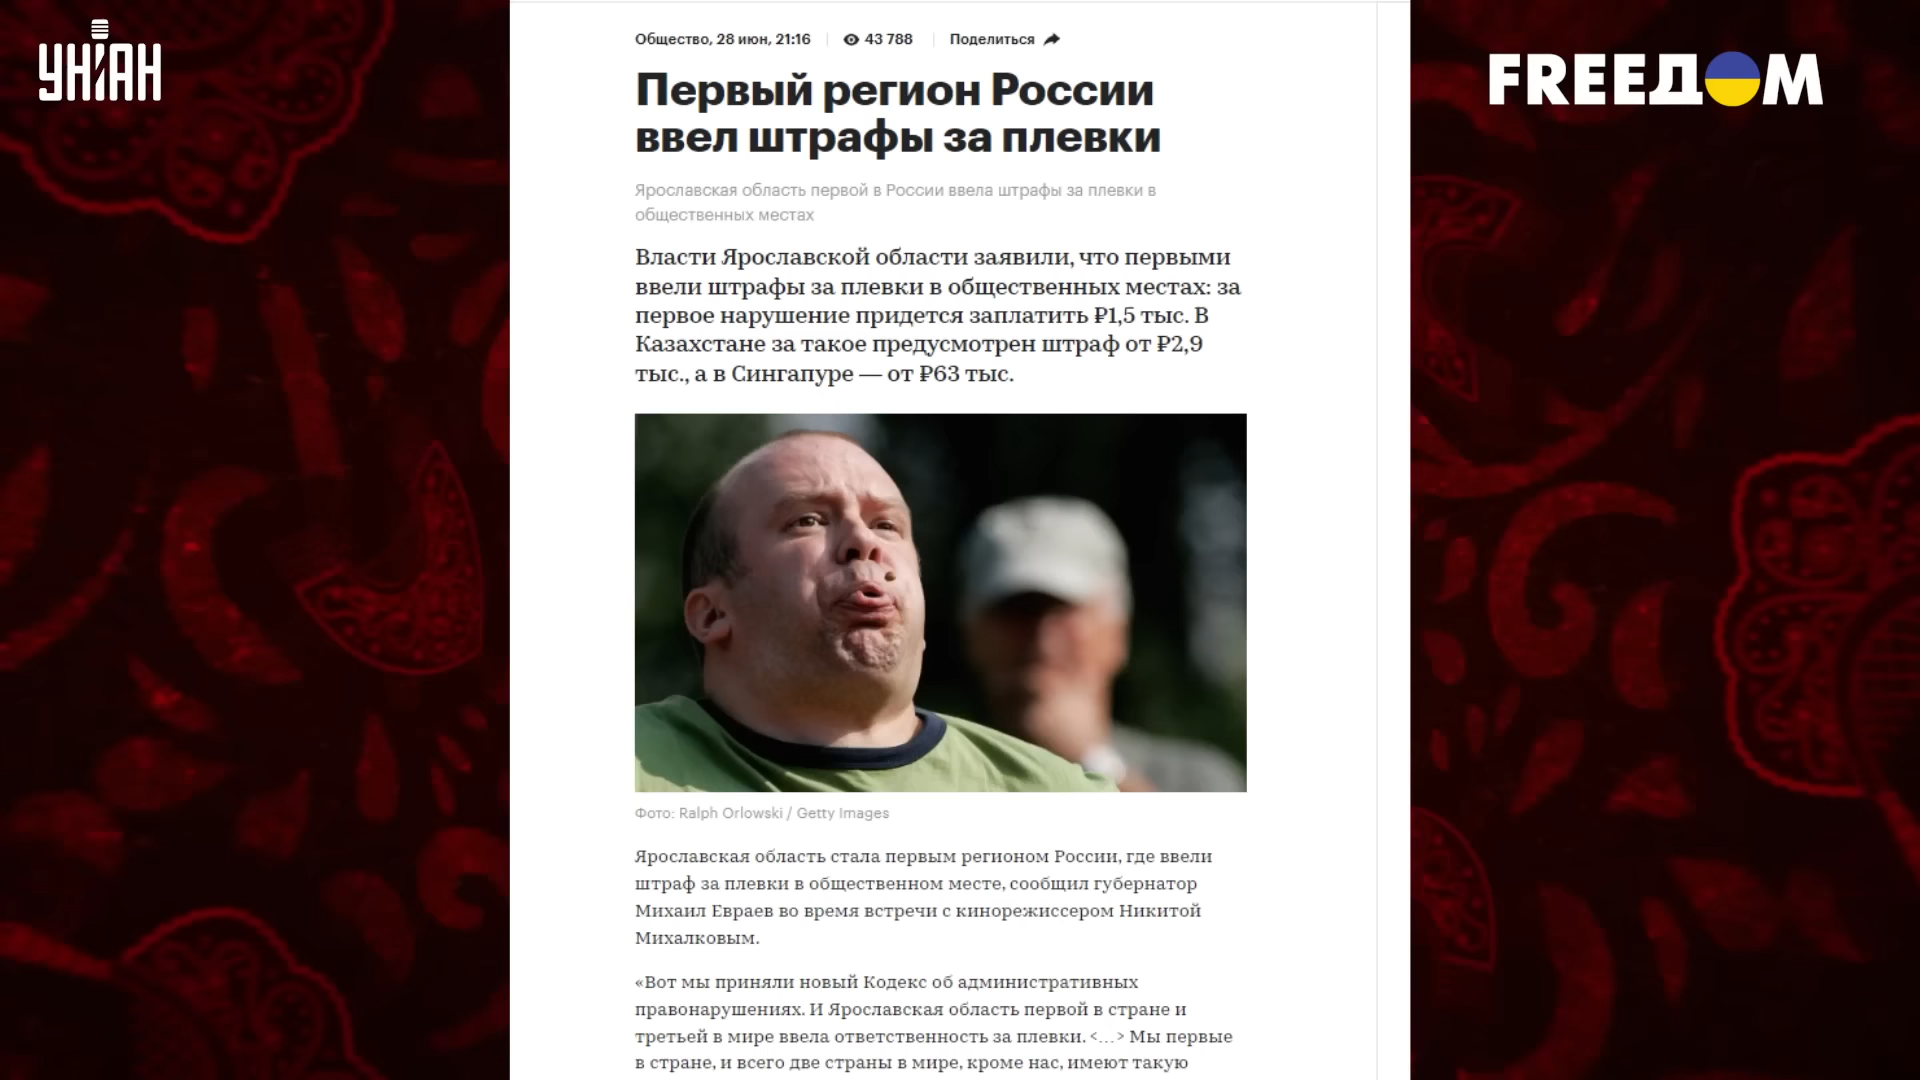 УНІАН
FREEДОМ
Общество, 28 июн, 21:16 43 788 Поделиться
Первый регион России
ввел штрафы за плевки
Ярославская область первой в России ввела штрафы за плевки в
общественных местах
Власти Ярославской области заявили, что первыми
ввели штрафы за плевки в общественных местах: за
первое нарушение придется заплатить ₽1,5 тыс. В
Казахстане за такое предусмотрен штраф от ₽2,9
тыс., а в Сингапуре — от ₽63 тыс.
Фото: Ralph Orlowski / Getty Images
Ярославская область стала первым регионом России, где ввели
штраф за плевки в общественном месте, сообщил губернатор
Михаил Евраев во время встречи с кинорежиссером Никитой
Михалковым.
«Вот мы приняли новый Кодекс об административных
правонарушениях. И Ярославская область первой в стране и
третьей в мире ввела ответственность за плевки. <...> Мы первые
в стране, и всего две страны в мире, кроме нас, имеют такую